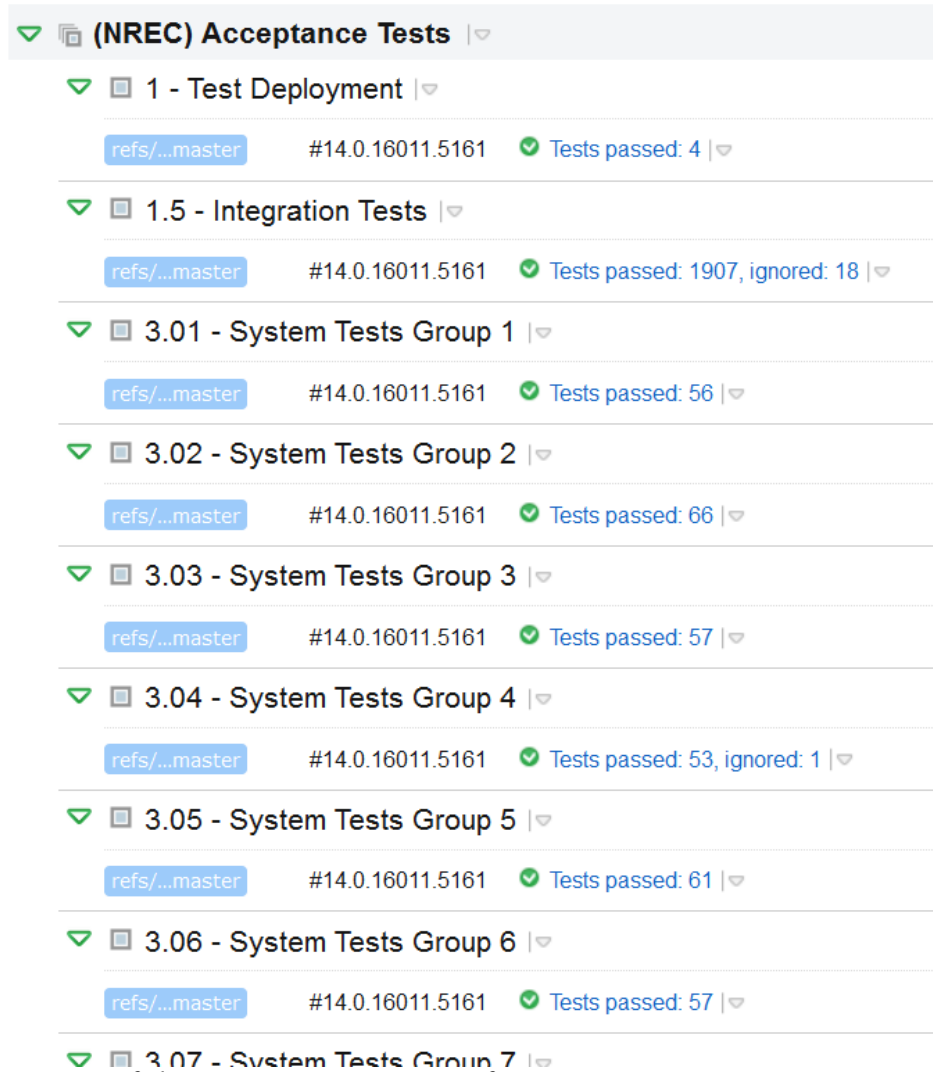 (NREC) Acceptance Tests
1 - Test Deployment
refs/...master #14.0.16011.5161 Tests passed: 4
1.5 - Integration Tests
refs/...master #14.0.16011.5161 Tests passed: 1907, ignored: 18
3.01 - System Tests Group 1
refs/...master #14.0.16011.5161 Tests passed: 56
3.02 - System Tests Group 2
refs/...master #14.0.16011.5161 Tests passed: 66
3.03 - System Tests Group 3
refs/...master #14.0.16011.5161 Tests passed: 57
3.04 - System Tests Group 4
refs/...master #14.0.16011.5161 Tests passed: 53, ignored: 1
3.05 - System Tests Group 5
refs/...master #14.0.16011.5161 Tests passed: 61
3.06 - System Tests Group 6
refs/...master #14.0.16011.5161 Tests passed: 57
3.07 - System Tests Group 7